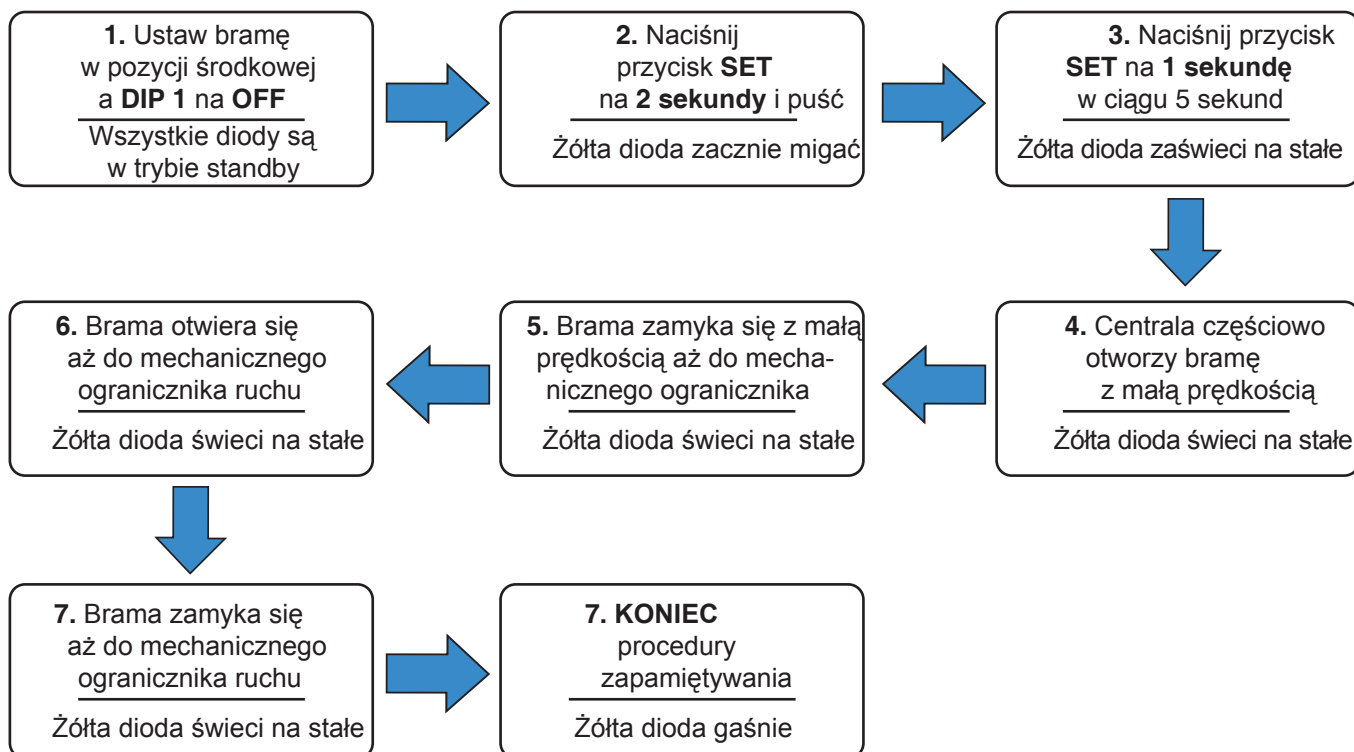 1. Ustaw bramę
w pozycji środkowej
a DIP 1 na OFF
Wszystkie diody są
w trybie standby
2. Naciśnij
przycisk SET
na 2 sekundy i puść
Żółta dioda zacznie migać
3. Naciśnij przycisk
SET na 1 sekundę
w ciągu 5 sekund
Żółta dioda zaświeci na stałe
4. Centrala częściowo
otworzy bramę
z małą prędkością
Żółta dioda świeci na stałe
5. Brama zamyka się z małą
prędkością aż do mecha-
nicznego ogranicznika
Żółta dioda świeci na stałe
6. Brama otwiera się
aż do mechanicznego
ogranicznika ruchu
Żółta dioda świeci na stałe
7. Brama zamyka się
aż do mechanicznego
ogranicznika ruchu
Żółta dioda świeci na stałe
7. KONIEC
procedury
zapamiętywania
Żółta dioda gaśnie